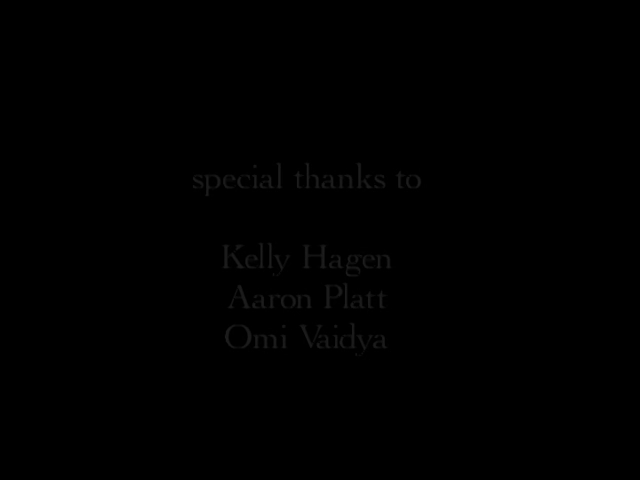 special thanks to
Kelly Hagen
Aaron Platt
Omi Vaidya